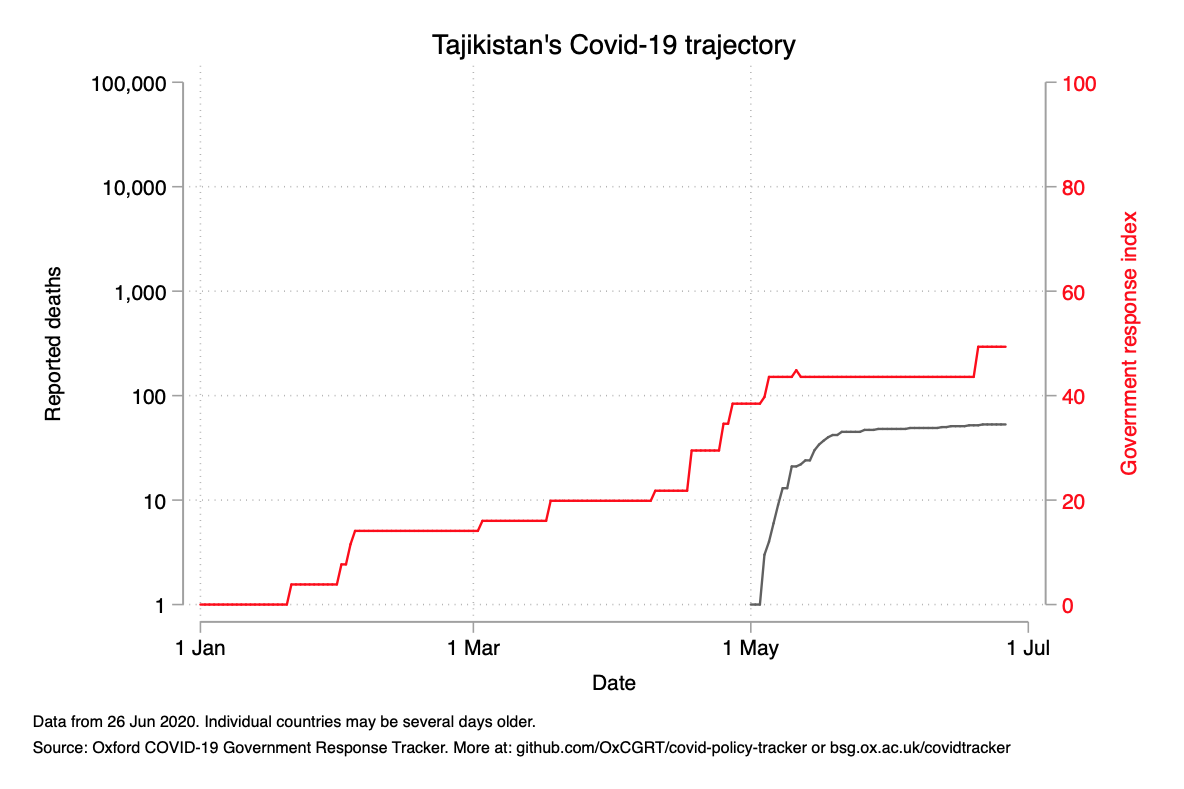 Tajikistan's Covid-19 trajectory
100,000
10,000
1,000
100
10
1
Reported deaths
100
80
60
40
20
0
Government response index
1 Jan
1 Mar
1 May
1 Jul
Date
Data from 26 Jun 2020. Individual countries may be several days older.
Source: Oxford COVID-19 Government Response Tracker. More at: github.com/OxCGRT/covid-policy-tracker or bsg.ox.ac.uk/covidtracker